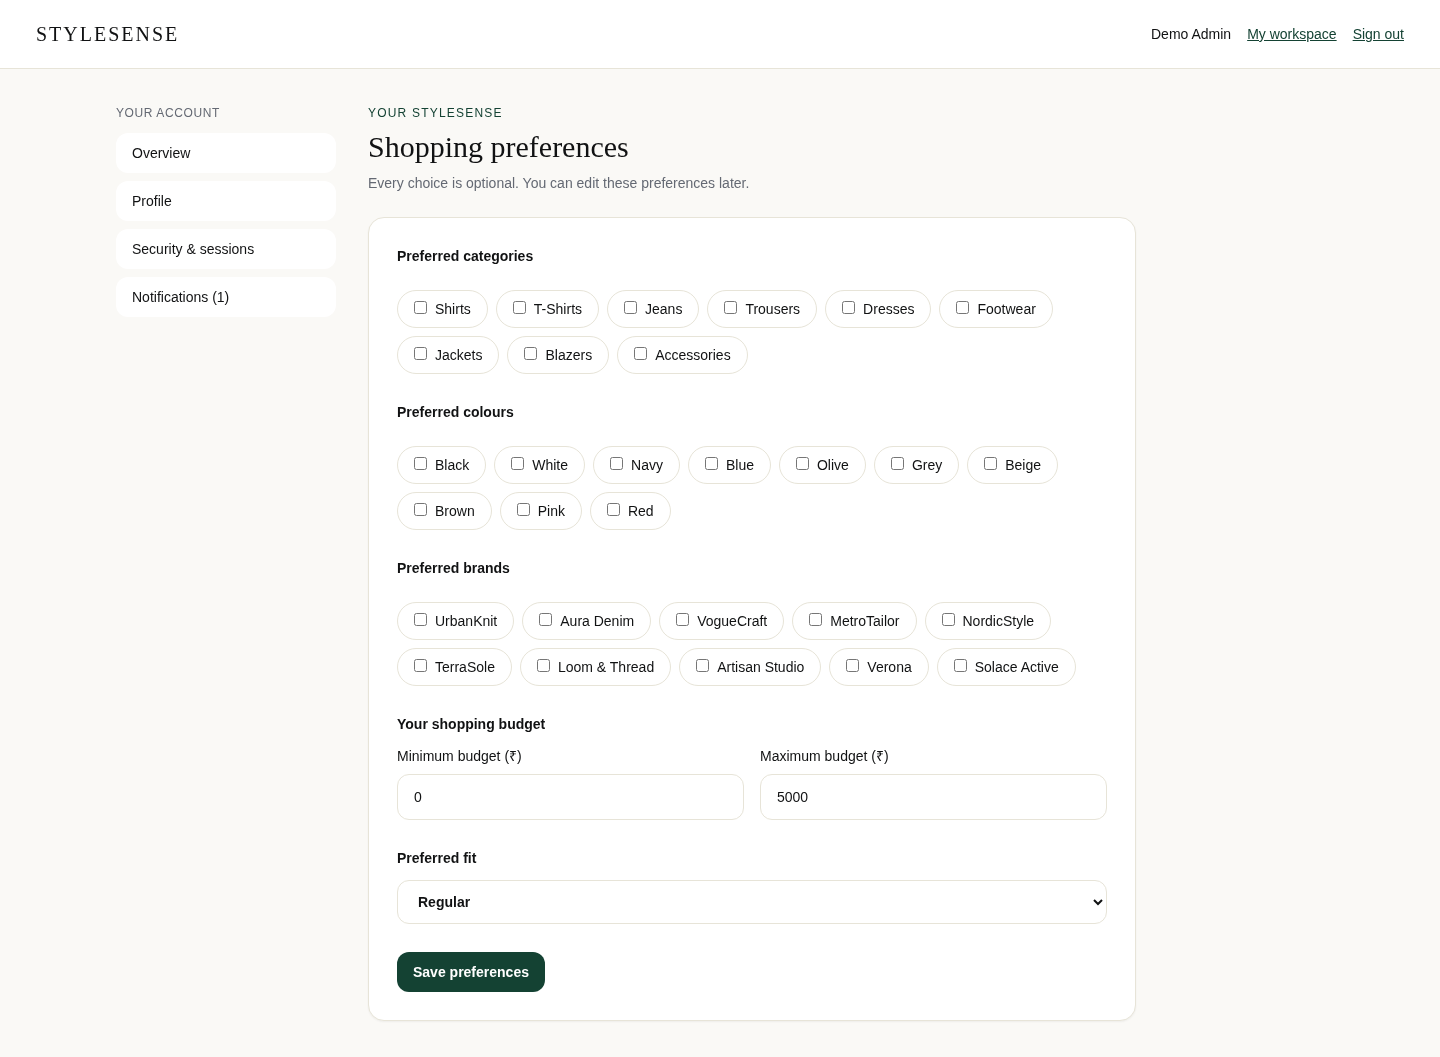 STYLESENSE
Demo Admin My workspace Sign out
YOUR ACCOUNT
Overview
Profile
Security & sessions
Notifications (1)
YOUR STYLESENSE
Shopping preferences
Every choice is optional. You can edit these preferences later.
Preferred categories
Shirts T-Shirts Jeans Trousers Dresses Footwear
Jackets Blazers Accessories
Preferred colours
Black White Navy Blue Olive Grey Beige
Brown Pink Red
Preferred brands
UrbanKnit Aura Denim VogueCraft MetroTailor NordicStyle
TerraSole Loom & Thread Artisan Studio Verona Solace Active
Your shopping budget
Minimum budget (₹) Maximum budget (₹)
0 5000
Preferred fit
Regular
Save preferences